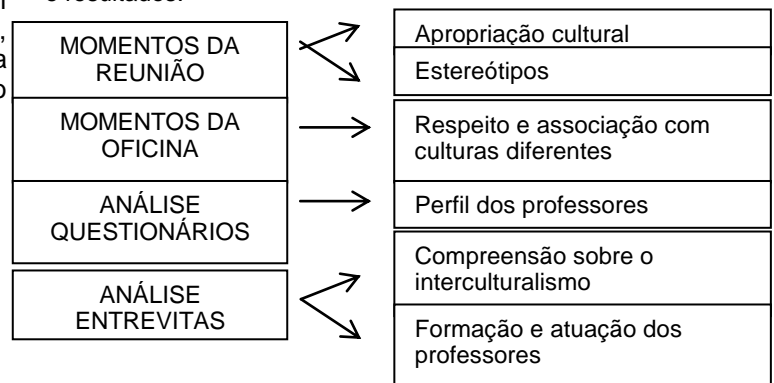 e resultados.
MOMENTOS DA
REUNIÃO
Apropriação cultural
Estereótipos
MOMENTOS DA
OFICINA
Respeito e associação com
culturas diferentes
ANÁLISE
QUESTIONÁRIOS
Perfil dos professores
ANÁLISE
ENTREVITAS
Compreensão sobre o
interculturalismo
Formação e atuação dos
professores